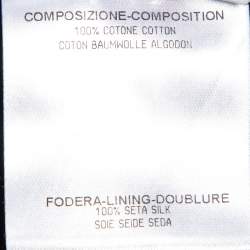 COMPOSIZIONE-COMPOSITION
100% COTONE COTTON
COTON BAUMWOLLE ALGODON
FODERA-LINING-DOUBLURE
100% SETA SILK
SOIE SEIDE SEDA